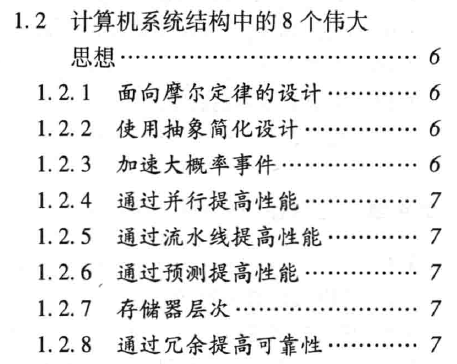 1.2 计算机系统结构中的8个伟大
思想…………………………………… 6
1.2.1 面向摩尔定律的设计………… 6
1.2.2 使用抽象简化设计…………… 6
1.2.3 加速大概率事件……………… 6
1.2.4 通过并行提高性能…………… 7
1.2.5 通过流水线提高性能………… 7
1.2.6 通过预测提高性能…………… 7
1.2.7 存储器层次…………………… 7
1.2.8 通过冗余提高可靠性………… 7